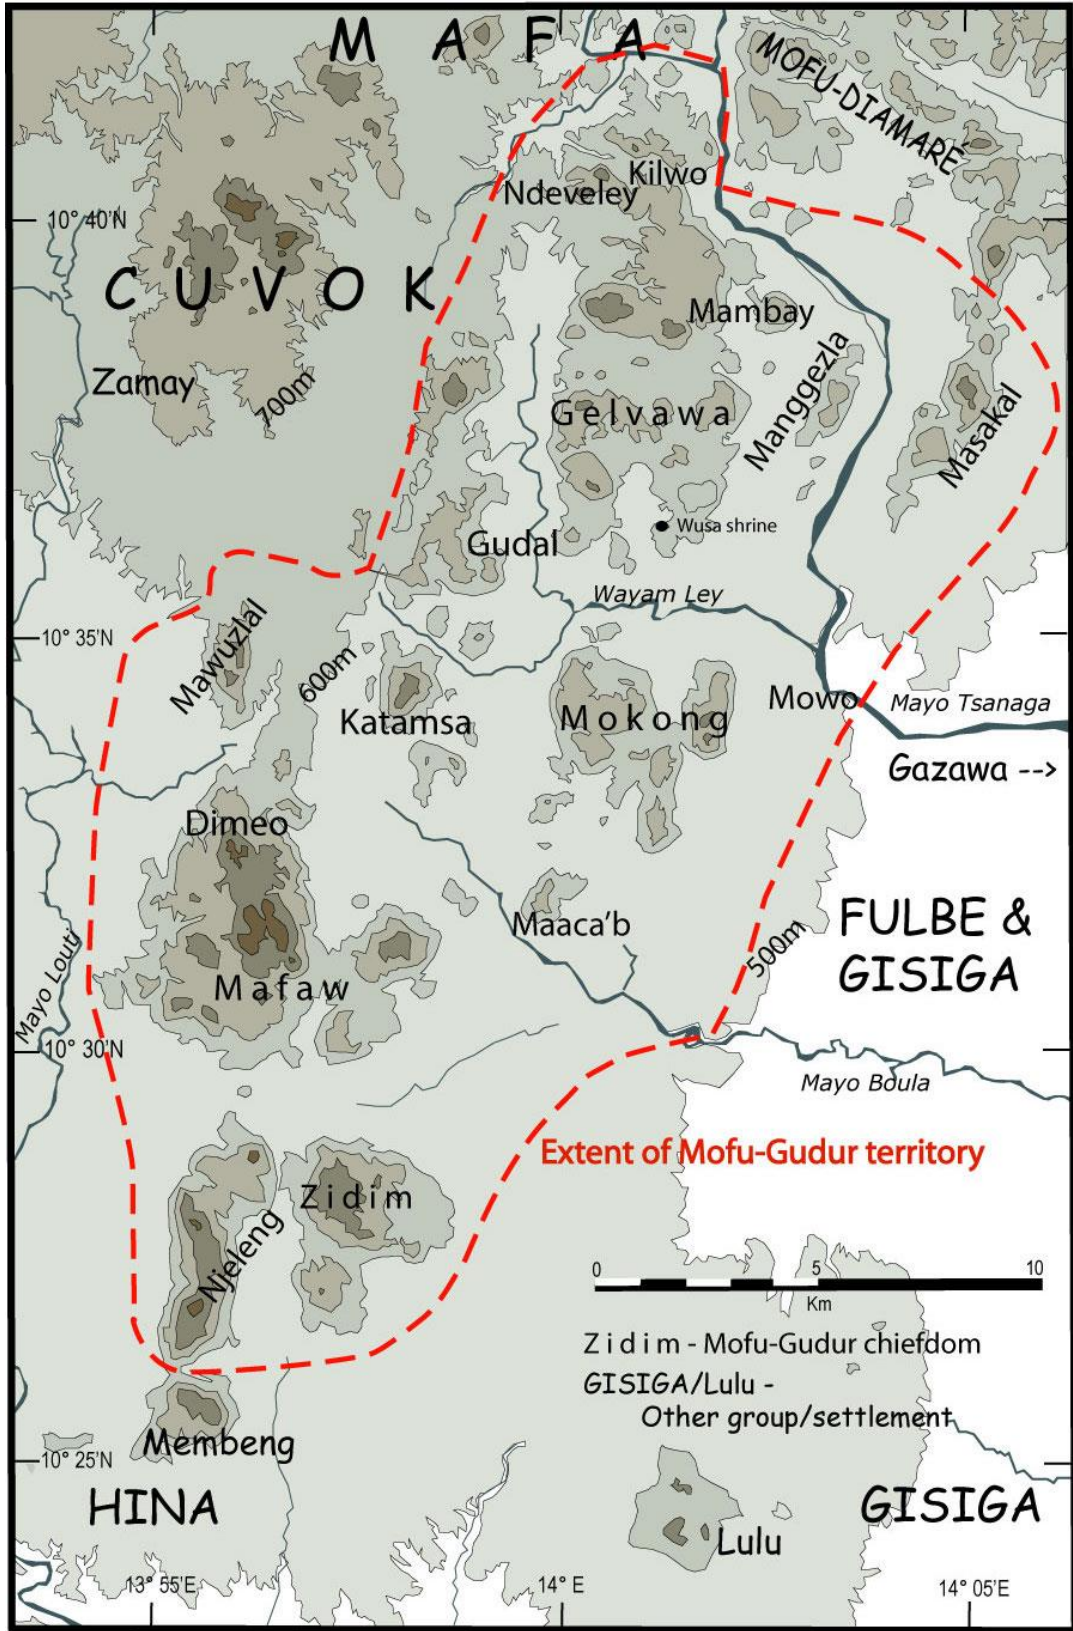 M A F A
MOFU-DIAMARÉ
Kilwo
Ndeveley
10° 40'N
C U V O K
Mambay
Zamay
700m
Manggezla
Gelvawa
Masakal
Wusa shrine
Gudal
Wayam Ley
10° 35'N
Mawuzlal
600m
Katamsa
Mokong
Mowo
Mayo Tsanaga
Gazawa -->
Dimeo
Maaca'b
FULBE &
GISIGA
500m
Mayo Louti
Mafaw
10° 30'N
Mayo Boula
Extent of Mofu-Gudur territory
Zidim
Njeleng
0 5 10
Km
Zidim - Mofu-Gudur chiefdom
GISIGA/Lulu -
Other group/settlement
Membeng
10° 25'N
HINA
GISIGA
Lulu
13° 55'E
14° E
14° 05'E